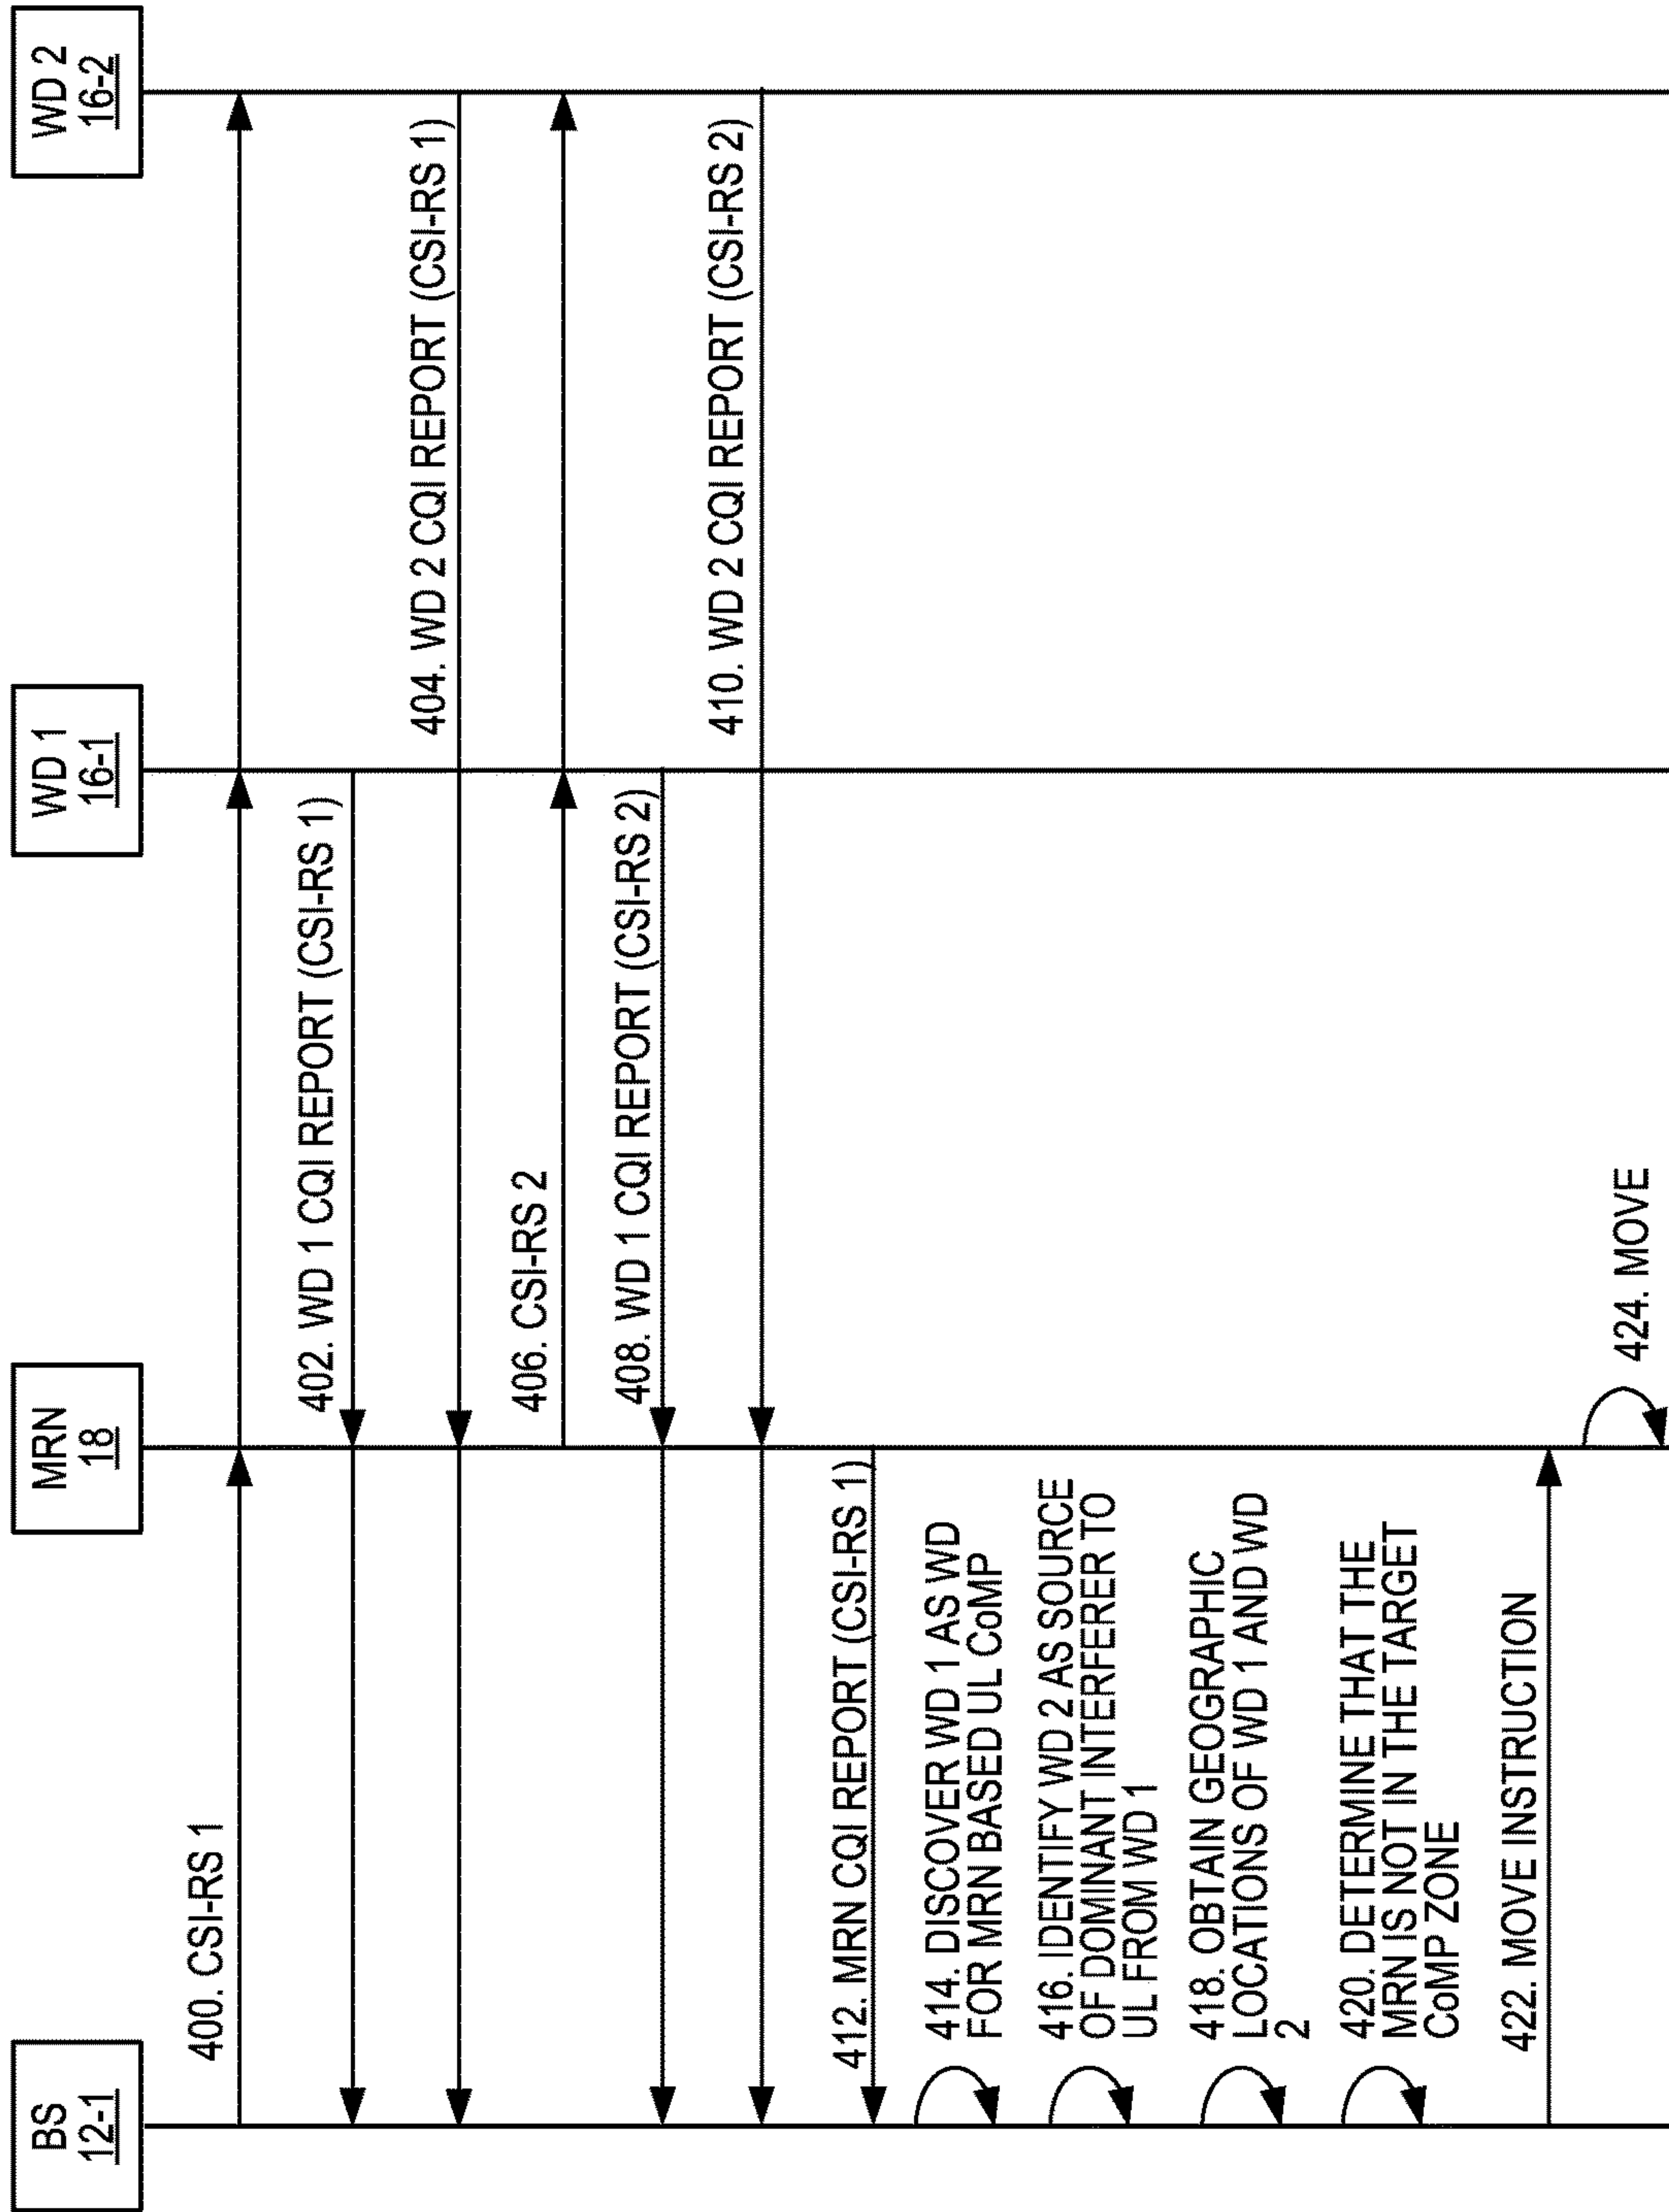 BS
12-1
MRN
18
WD 1
16-1
WD 2
16-2
400. CSI-RS 1
402. WD 1 CQI REPORT (CSI-RS 1)
404. WD 2 CQI REPORT (CSI-RS 1)
406. CSI-RS 2
408. WD 1 CQI REPORT (CSI-RS 2)
410. WD 2 CQI REPORT (CSI-RS 2)
412. MRN CQI REPORT (CSI-RS 1)
414. DISCOVER WD 1 AS WD
FOR MRN BASED UL CoMP
416. IDENTIFY WD 2 AS SOURCE
OF DOMINANT INTERFERER TO
UL FROM WD 1
418. OBTAIN GEOGRAPHIC
LOCATIONS OF WD 1 AND WD
2
420. DETERMINE THAT THE
MRN IS NOT IN THE TARGET
CoMP ZONE
422. MOVE INSTRUCTION
424. MOVE